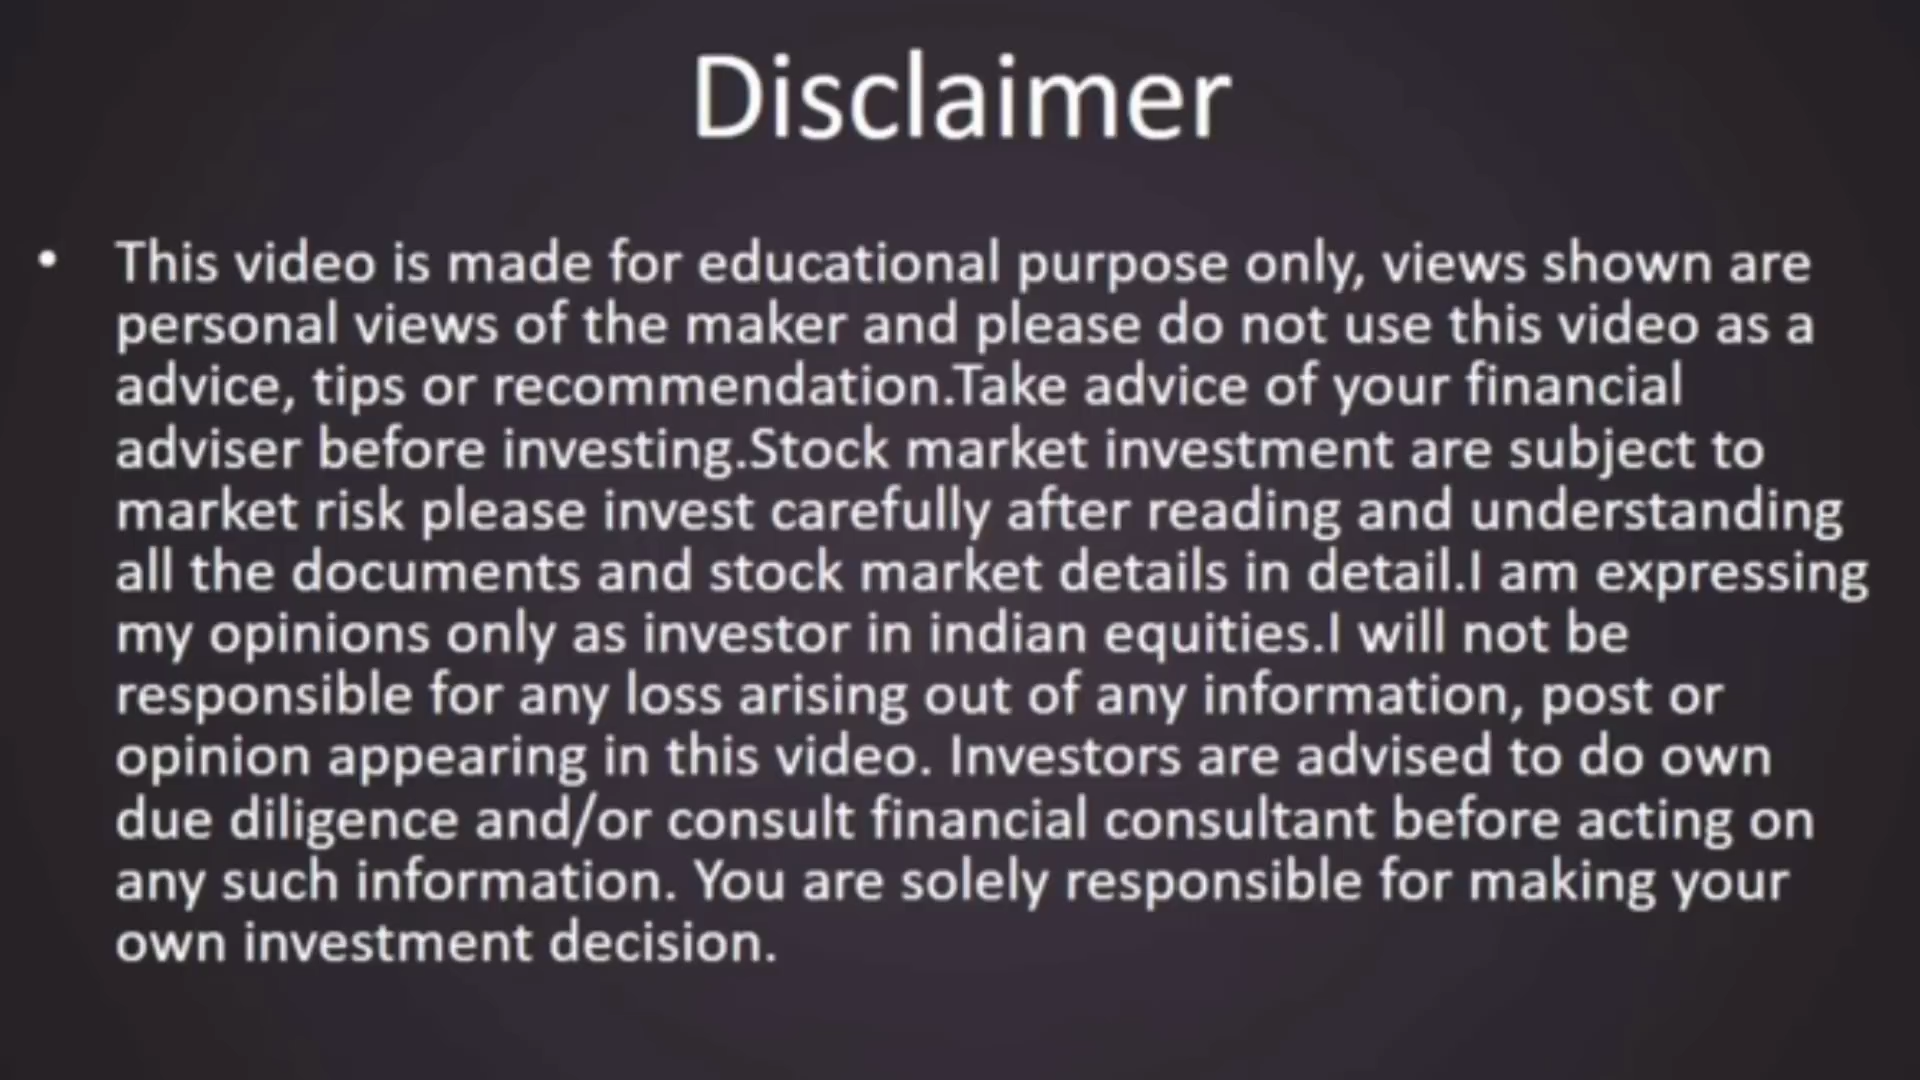 Disclaimer
• This video is made for educational purpose only, views shown are
personal views of the maker and please do not use this video as a
advice, tips or recommendation.Take advice of your financial
adviser before investing.Stock market investment are subject to
market risk please invest carefully after reading and understanding
all the documents and stock market details in detail.I am expressing
my opinions only as investor in indian equities.I will not be
responsible for any loss arising out of any information, post or
opinion appearing in this video. Investors are advised to do own
due diligence and/or consult financial consultant before acting on
any such information. You are solely responsible for making your
own investment decision.